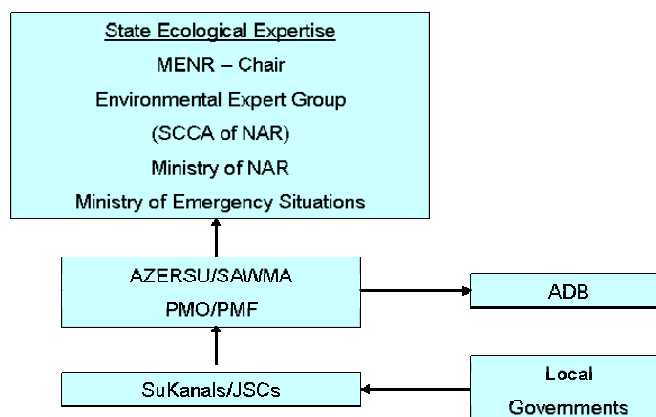 State Ecological Expertise
MENR – Chair
Environmental Expert Group
(SCCA of NAR)
Ministry of NAR
Ministry of Emergency Situations
AZERSU/SAWMA
PMO/PMF
ADB
SuKanals/JSCs
Local
Governments